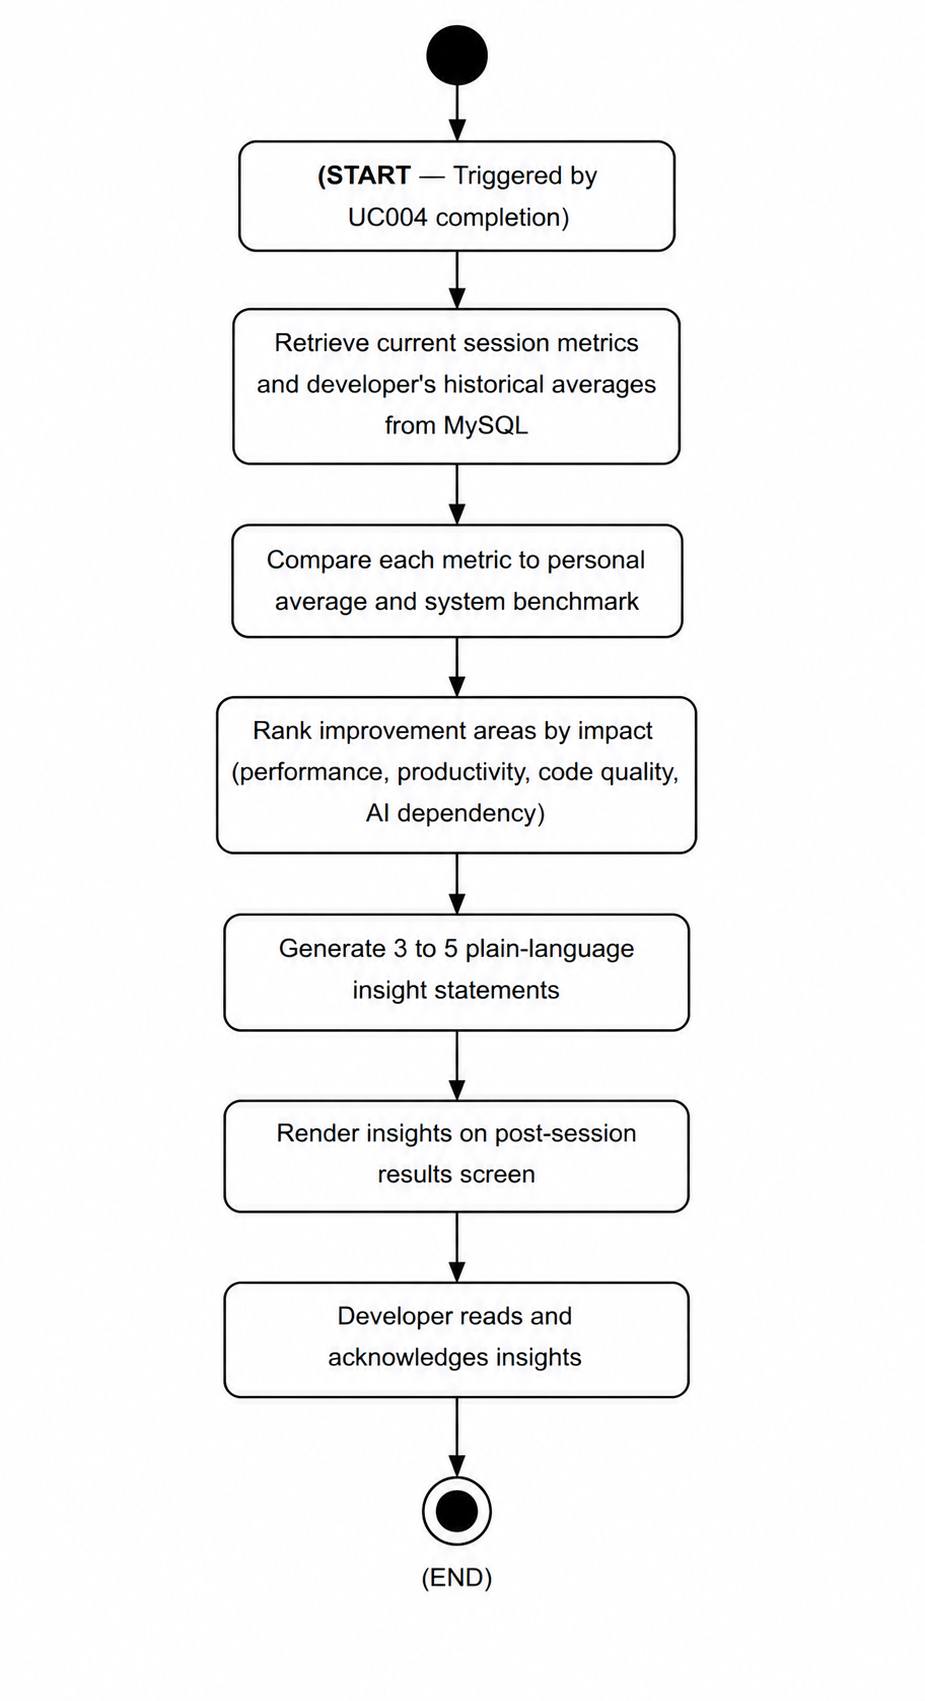 (START — Triggered by
UC004 completion)
Retrieve current session metrics
and developer's historical averages
from MySQL
Compare each metric to personal
average and system benchmark
Rank improvement areas by impact
(performance, productivity, code quality,
AI dependency)
Generate 3 to 5 plain-language
insight statements
Render insights on post-session
results screen
Developer reads and
acknowledges insights
(END)